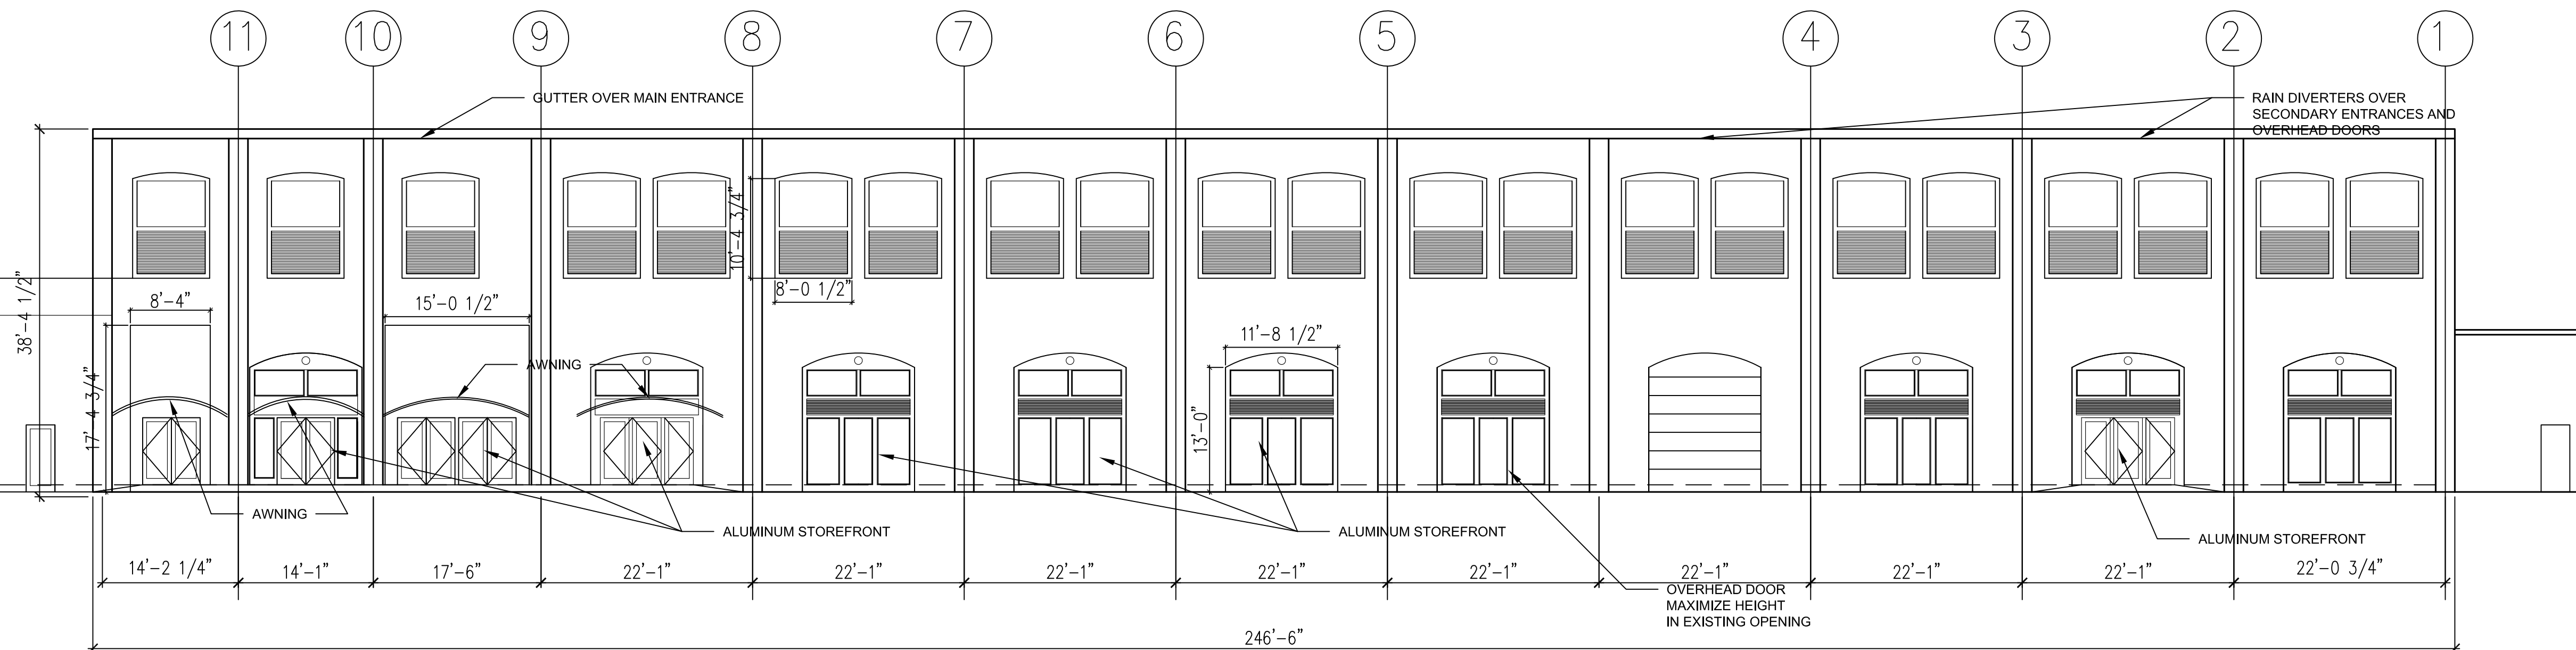 11 10 9 8 7 6 5 4 3 2 1
GUTTER OVER MAIN ENTRANCE
RAIN DIVERTERS OVER
SECONDARY ENTRANCES AND
OVERHEAD DOORS
38'-4 1/2"
17'-4 3/4"
8'-4"
15'-0 1/2"
10'-4 3/4"
8'-0 1/2"
11'-8 1/2"
13'-0"
AWNING
AWNING
ALUMINUM STOREFRONT
ALUMINUM STOREFRONT
ALUMINUM STOREFRONT
14'-2 1/4" 14'-1" 17'-6" 22'-1" 22'-1" 22'-1" 22'-1" 22'-1" 22'-1" 22'-1" 22'-1" 22'-0 3/4"
OVERHEAD DOOR
MAXIMIZE HEIGHT
IN EXISTING OPENING
246'-6"